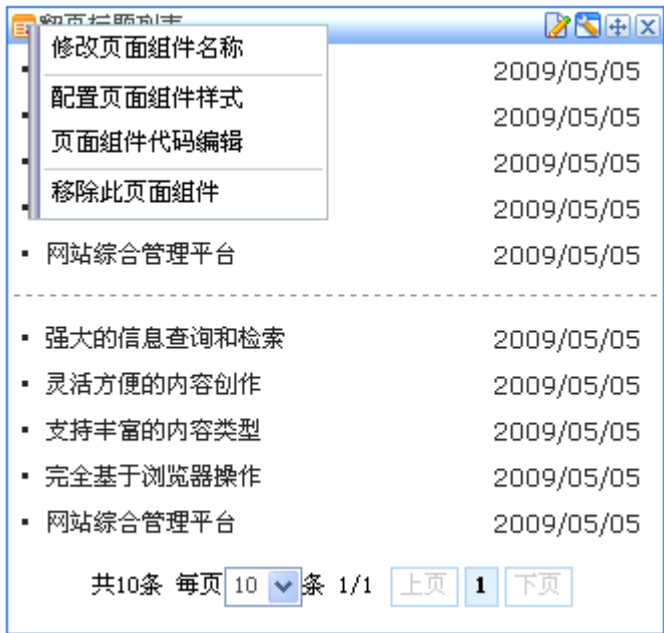 翻页标题列表
修改页面组件名称
配置页面组件样式
页面组件代码编辑
移除此页面组件
2009/05/05
2009/05/05
2009/05/05
2009/05/05
▪ 网站综合管理平台 2009/05/05
▪ 强大的信息查询和检索 2009/05/05
▪ 灵活方便的内容创作 2009/05/05
▪ 支持丰富的内容类型 2009/05/05
▪ 完全基于浏览器操作 2009/05/05
▪ 网站综合管理平台 2009/05/05
共10条 每页 10 条 1/1 上页 1 下页